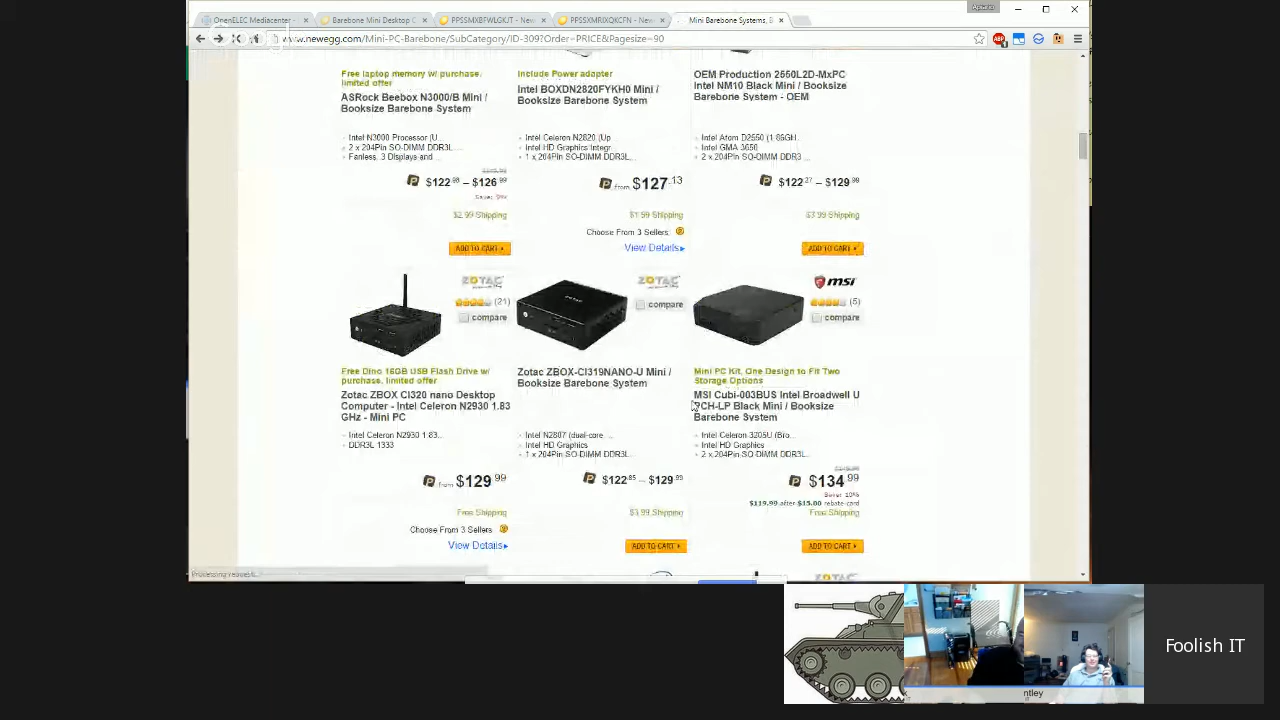 Apriano
OpenELEC Mediacenter -
Barebone Mini Desktop C
PPSSMXBFWLGKJT - New
PPSSXMRIXQKCFN - New
Mini Barebone Systems, B
www.newegg.com/Mini-PC-Barebone/SubCategory/ID-309?Order=PRICE&Pagesize=90
ABP
Free laptop memory w/ purchase, limited offer
ASRock Beebox N3000/B Mini / Booksize Barebone System
Intel N3000 Processor (U...
2 x 204Pin SO-DIMM DDR3L...
Fanless, 3 Displays and ...
$122.98 – $126.99
$2.99 Shipping
ADD TO CART
Include Power adapter
Intel BOXDN2820FYKH0 Mini / Booksize Barebone System
Intel Celeron N2820 (Up ...
Intel HD Graphics Integr...
1 x 204Pin SO-DIMM DDR3L...
from $127.13
$1.99 Shipping
Choose From 3 Sellers
View Details
OEM Production 2550L2D-MxPC
Intel NM10 Black Mini / Booksize
Barebone System - OEM
Intel Atom D2550 (1.86GH...
Intel GMA 3650
2 x 204Pin SO-DIMM DDR3 ...
$122.27 – $129.99
$3.99 Shipping
ADD TO CART
ZOTAC
(21)
compare
Free Dino 16GB USB Flash Drive w/
purchase, limited offer
Zotac ZBOX CI320 nano Desktop
Computer - Intel Celeron N2930 1.83
GHz - Mini PC
Intel Celeron N2930 1.83...
DDR3L 1333
from $129.99
Free Shipping
Choose From 3 Sellers
View Details
ZOTAC
compare
Zotac ZBOX-CI319NANO-U Mini /
Booksize Barebone System
Intel N2807 (dual-core ...
Intel HD Graphics
1 x 204Pin SO-DIMM DDR3L...
$122.85 – $129.99
$3.99 Shipping
ADD TO CART
msi
(5)
compare
Mini PC Kit, One Design to Fit Two
Storage Options
MSI Cubi-003BUS Intel Broadwell U
PCH-LP Black Mini / Booksize
Barebone System
Intel Celeron 3205U (Bro...
Intel HD Graphics
2 x 204Pin SO-DIMM DDR3L...
$134.99
Save: 10%
$119.99 after $15.00 rebate card
Free Shipping
ADD TO CART
Processing request...
ntley
Foolish IT